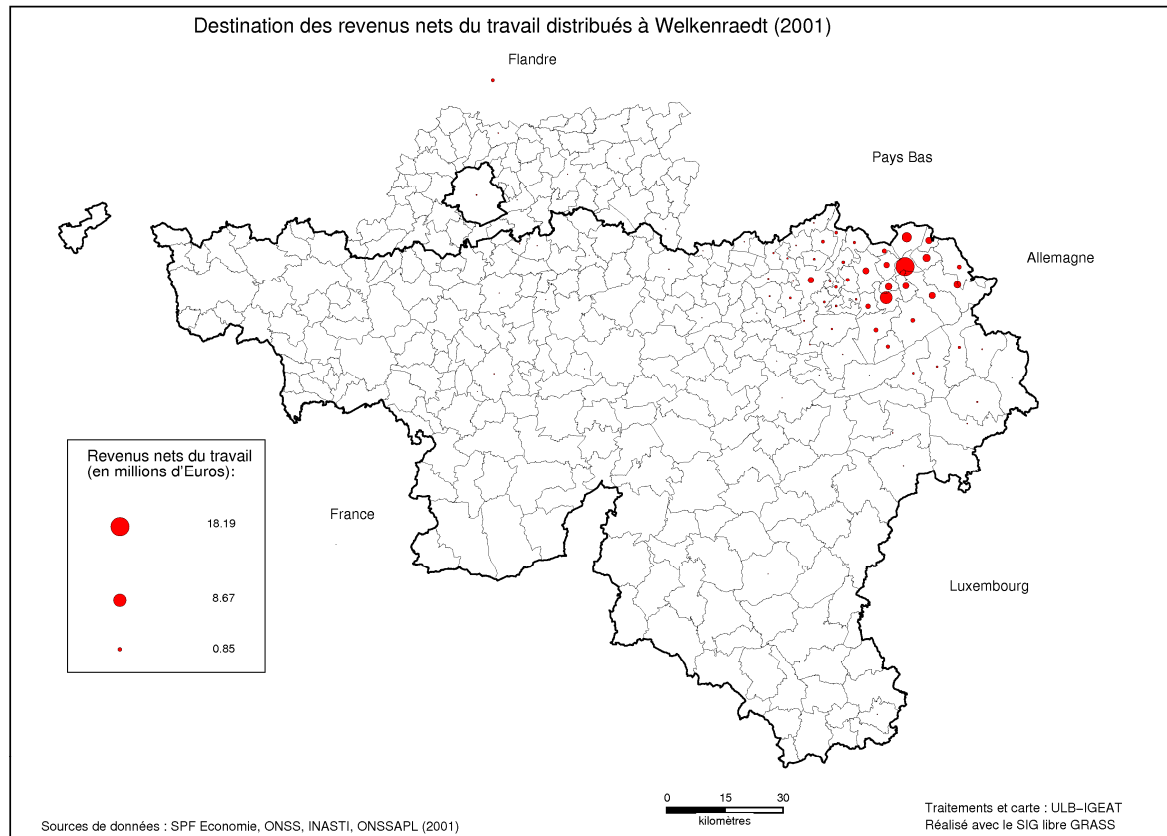 Destination des revenus nets du travail distribués à Welkenraedt (2001)
Flandre
Pays Bas
Allemagne
Revenus nets du travail
(en millions d'Euros):
18.19
8.67
0.85
France
Luxembourg
0 15 30
kilomètres
Sources de données : SPF Economie, ONSS, INASTI, ONSSAPL (2001)
Traitements et carte : ULB−IGEAT
Réalisé avec le SIG libre GRASS